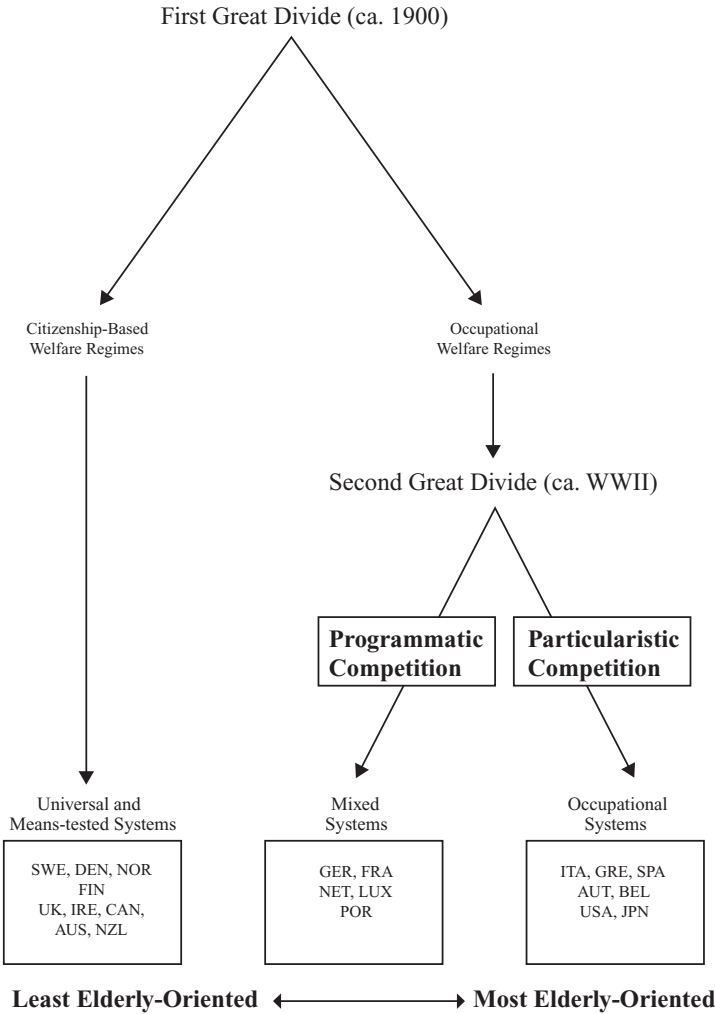 First Great Divide (ca. 1900)
Citizenship-Based
Welfare Regimes
Occupational
Welfare Regimes
Second Great Divide (ca. WWII)
Programmatic
Competition
Particularistic
Competition
Universal and
Means-tested Systems
Mixed
Systems
Occupational
Systems
SWE, DEN, NOR
FIN
UK, IRE, CAN,
AUS, NZL
GER, FRA
NET, LUX
POR
ITA, GRE, SPA
AUT, BEL
USA, JPN
Least Elderly-Oriented
Most Elderly-Oriented